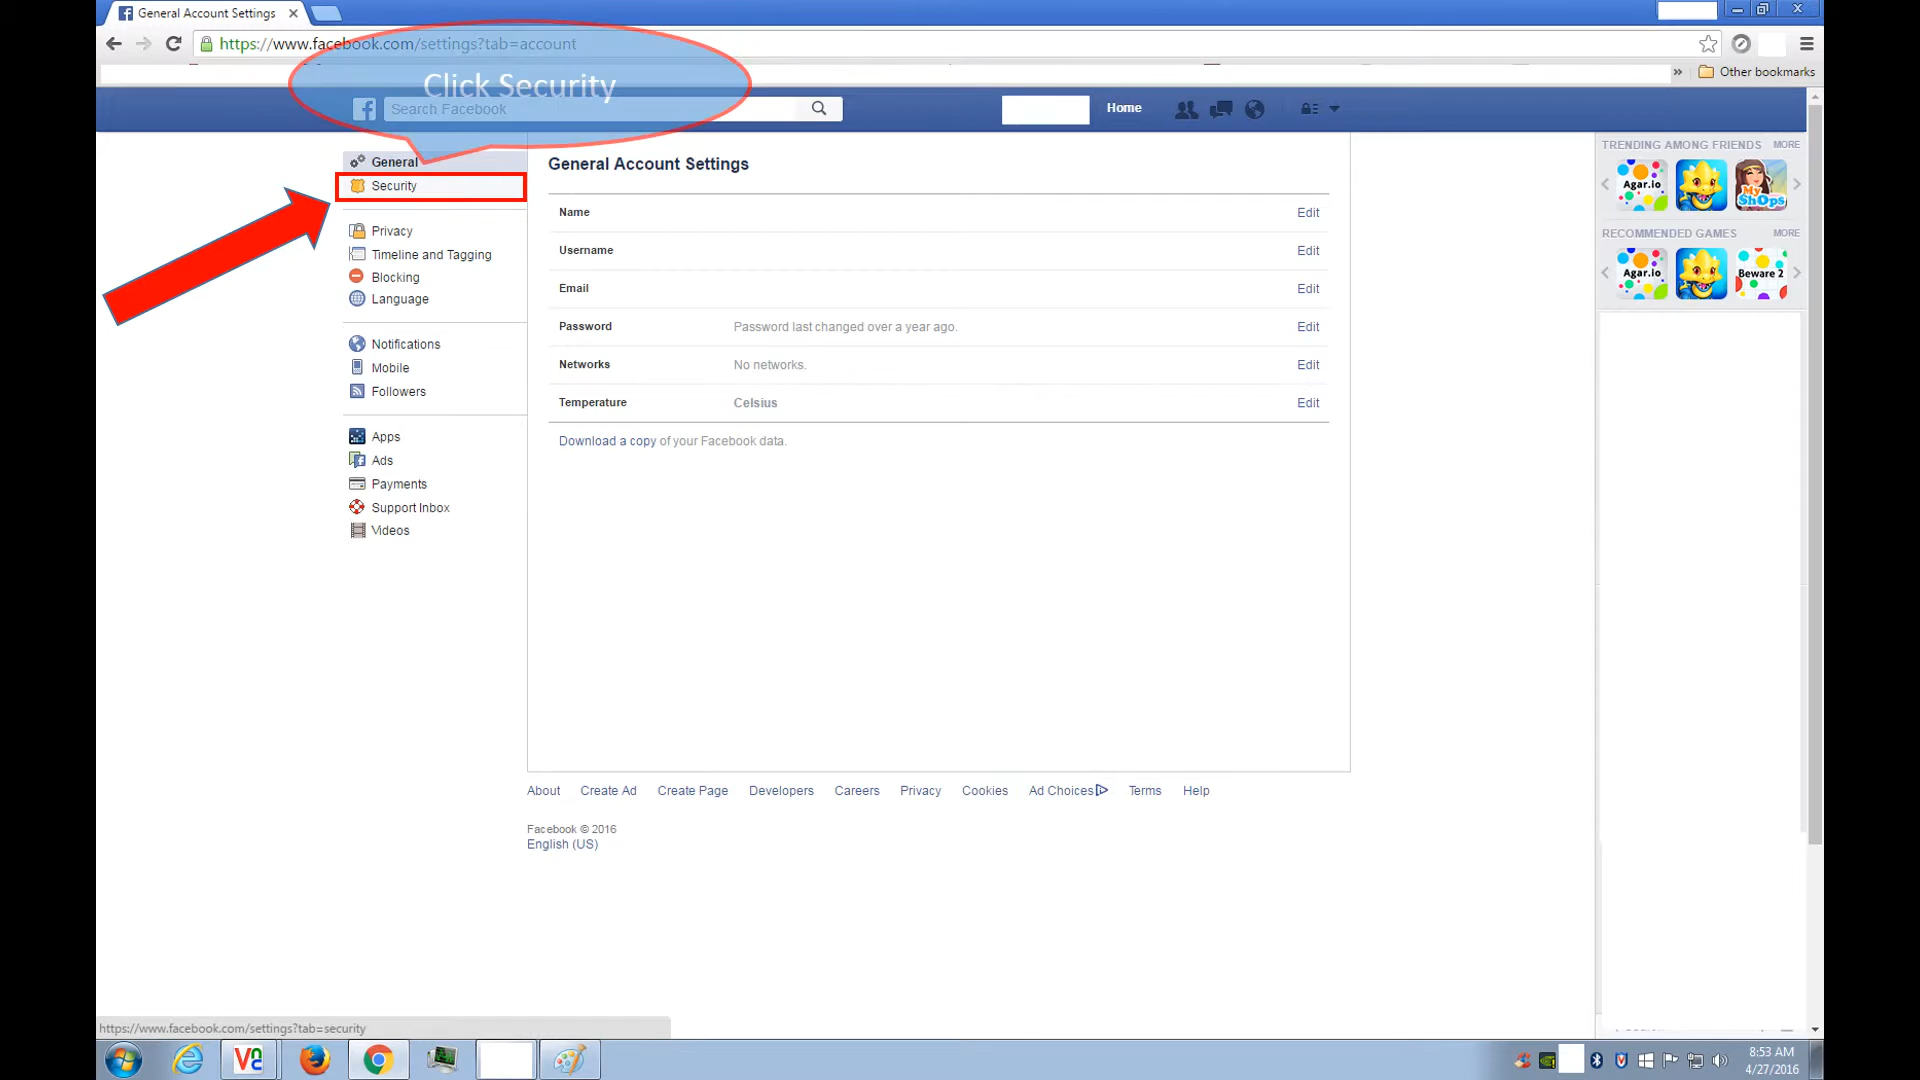 General Account Settings
https://www.facebook.com/settings?tab=account
Click Security
Other bookmarks
Search Facebook
Home
General
Security
Privacy
Timeline and Tagging
Blocking
Language
Notifications
Mobile
Followers
Apps
Ads
Payments
Support Inbox
Videos
General Account Settings
Name Edit
Username Edit
Email Edit
Password Password last changed over a year ago. Edit
Networks No networks. Edit
Temperature Celsius Edit
Download a copy of your Facebook data.
TRENDING AMONG FRIENDS MORE
Agar.io
My ShOps
RECOMMENDED GAMES MORE
Agar.io
Beware 2
About Create Ad Create Page Developers Careers Privacy Cookies Ad Choices Terms Help
Facebook © 2016
English (US)
https://www.facebook.com/settings?tab=security
8:53 AM
4/27/2016